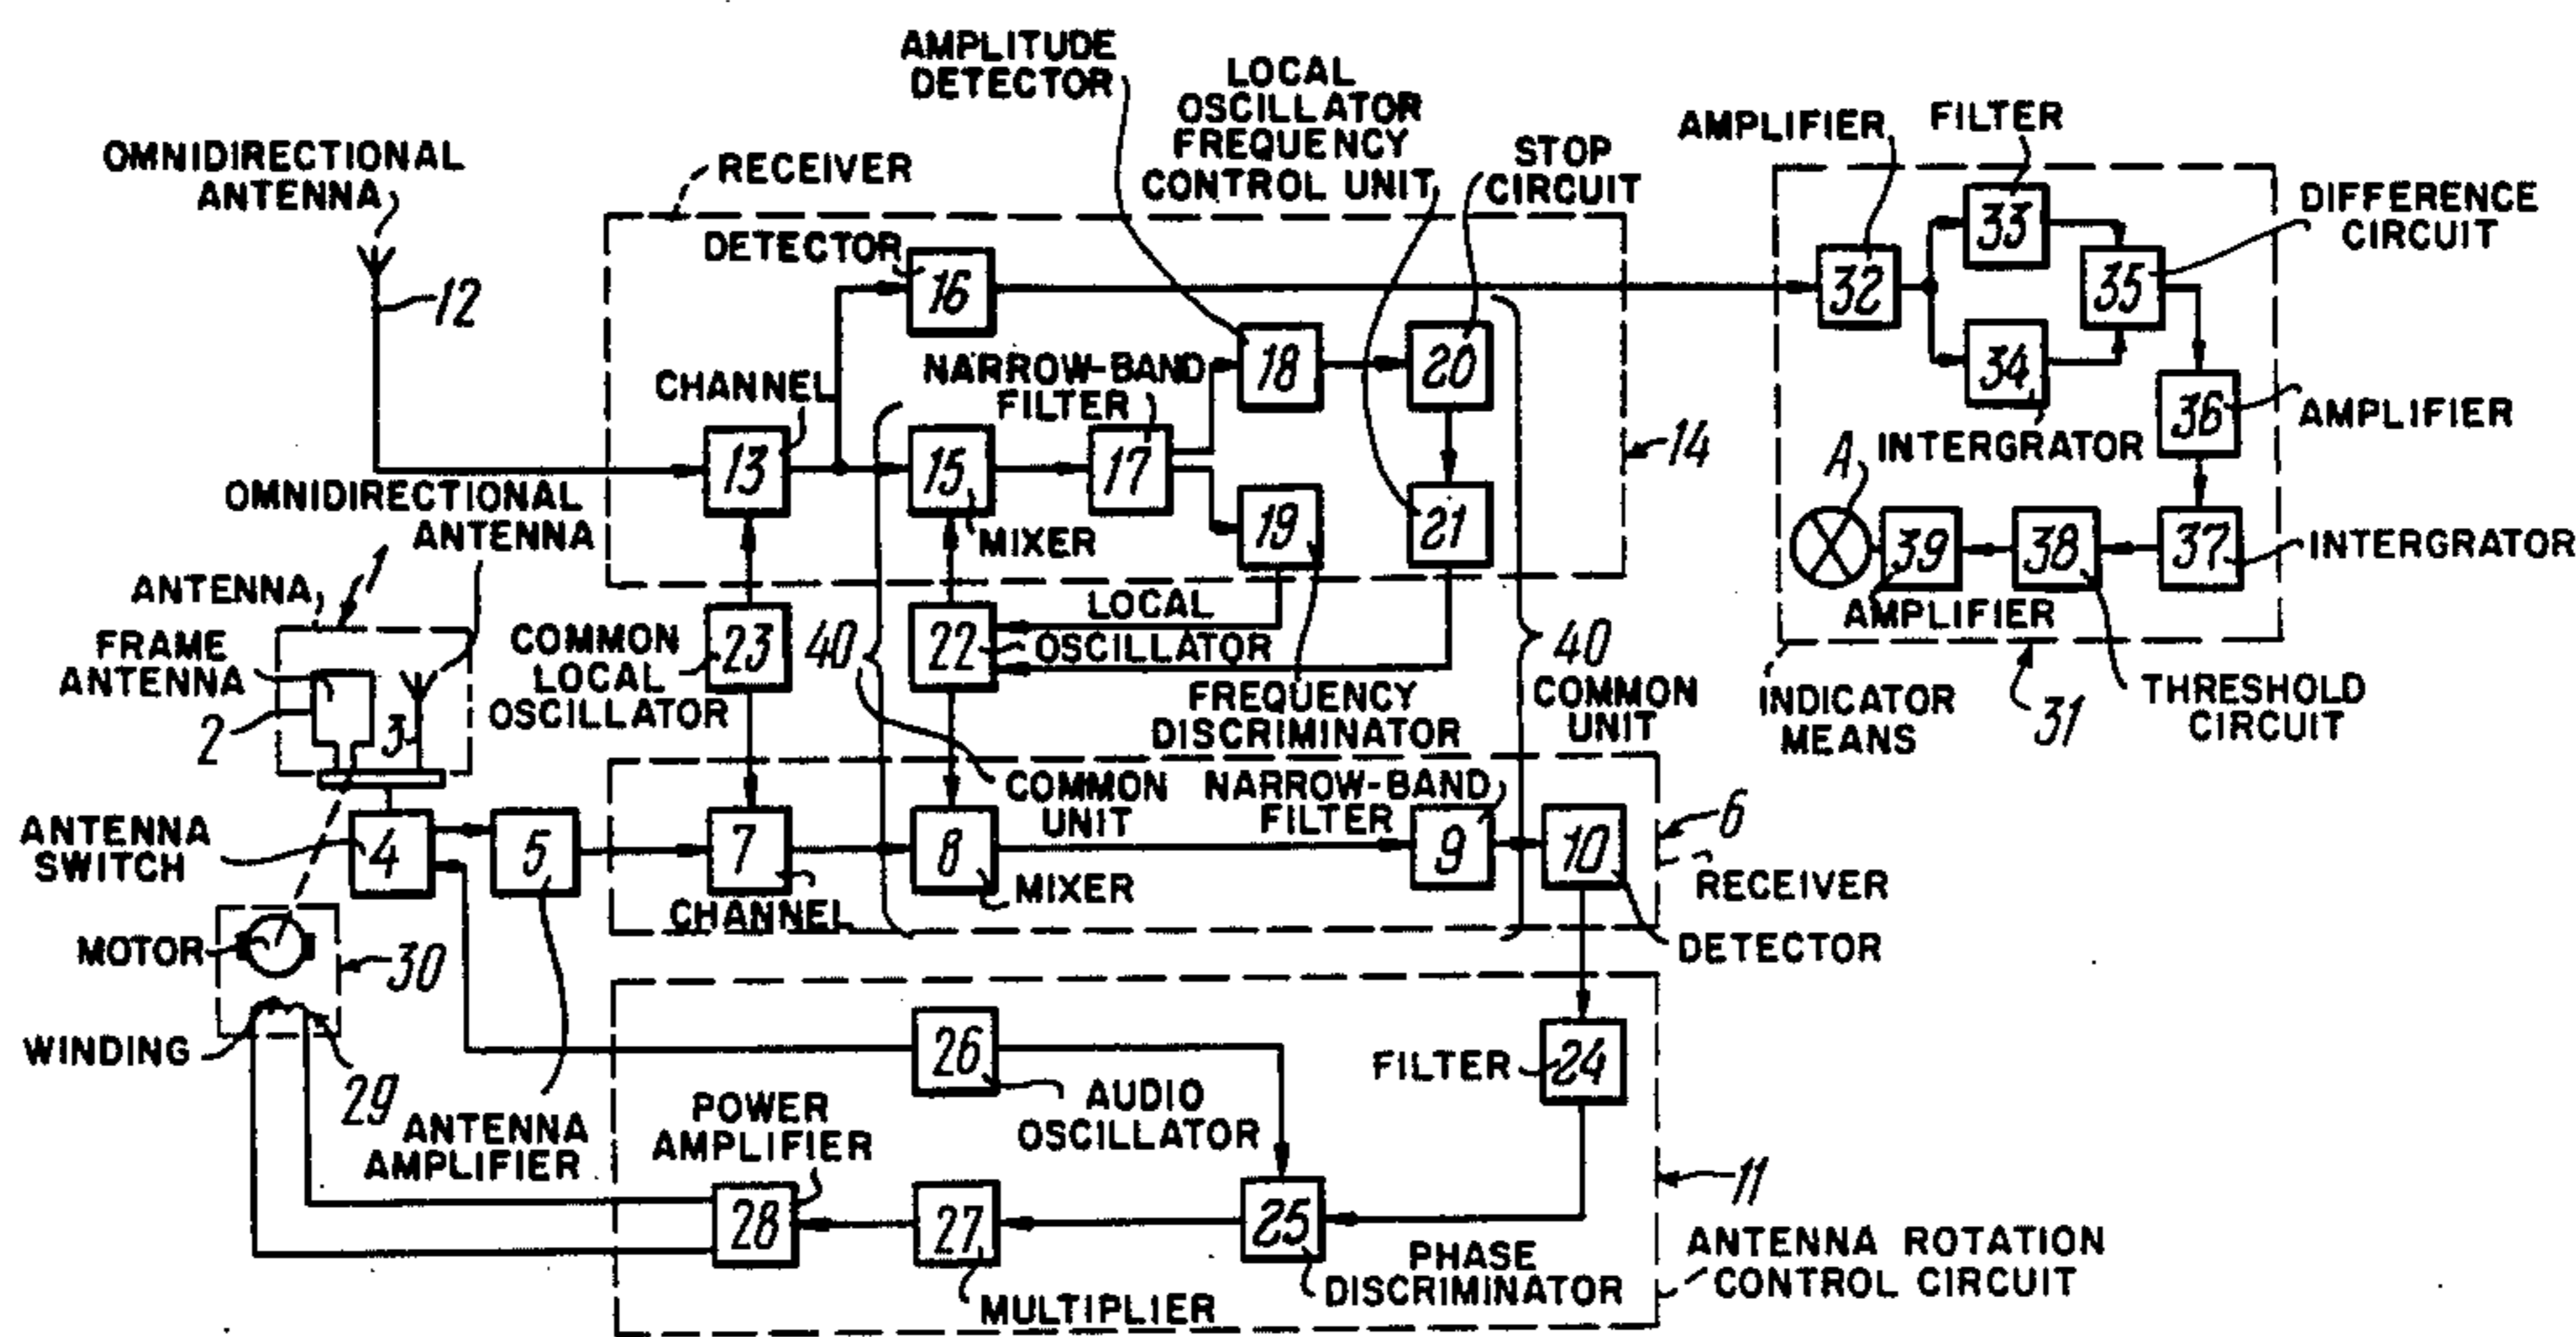 AMPLITUDE
DETECTOR
LOCAL
OSCILLATOR
FREQUENCY
CONTROL UNIT
STOP
CIRCUIT
AMPLIFIER
FILTER
OMNIDIRECTIONAL
ANTENNA
RECEIVER
DIFFERENCE
CIRCUIT
DETECTOR
12
16
32
33
35
34
CHANNEL
NARROW-BAND
FILTER
18
20
36
AMPLIFIER
INTERGRATOR
13
15
17
14
A
OMNIDIRECTIONAL
ANTENNA
MIXER
19
21
39
38
37
INTERGRATOR
AMPLIFIER
1
ANTENNA
FRAME
ANTENNA
2
3
COMMON
LOCAL
OSCILLATOR
23
40
22
LOCAL
OSCILLATOR
40
COMMON
UNIT
FREQUENCY
DISCRIMINATOR
INDICATOR
MEANS
31
THRESHOLD
CIRCUIT
COMMON
UNIT
NARROW-BAND
FILTER
6
ANTENNA
SWITCH
4
5
7
8
9
10
MIXER
RECEIVER
CHANNEL
DETECTOR
MOTOR
30
WINDING
29
26
AUDIO
OSCILLATOR
FILTER
24
ANTENNA
AMPLIFIER
POWER
AMPLIFIER
11
28
27
25
MULTIPLIER
PHASE
DISCRIMINATOR
ANTENNA ROTATION
CONTROL CIRCUIT